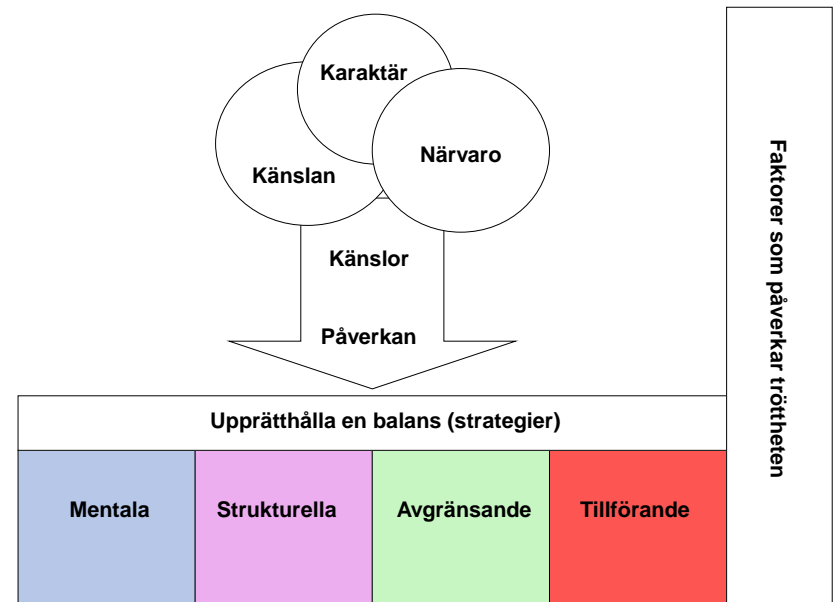 Karaktär
Känslan
Närvaro
Känslor
Påverkan
Upprätthålla en balans (strategier)
Mentala
Strukturella
Avgränsande
Tillförande
Faktorer som påverkar tröttheten